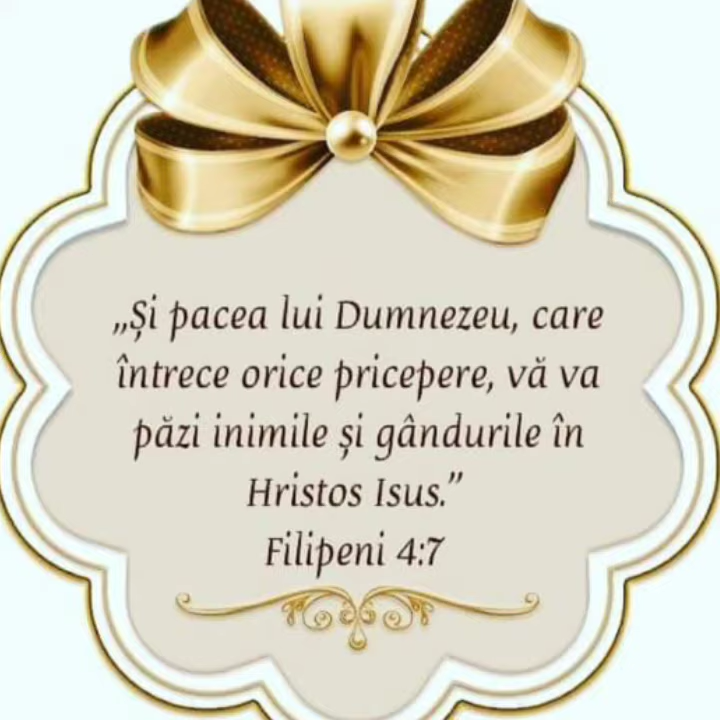 „Și pacea lui Dumnezeu, care
întrece orice pricepere, vă va
păzi inimile și gândurile în
Hristos Isus.”
Filipeni 4:7